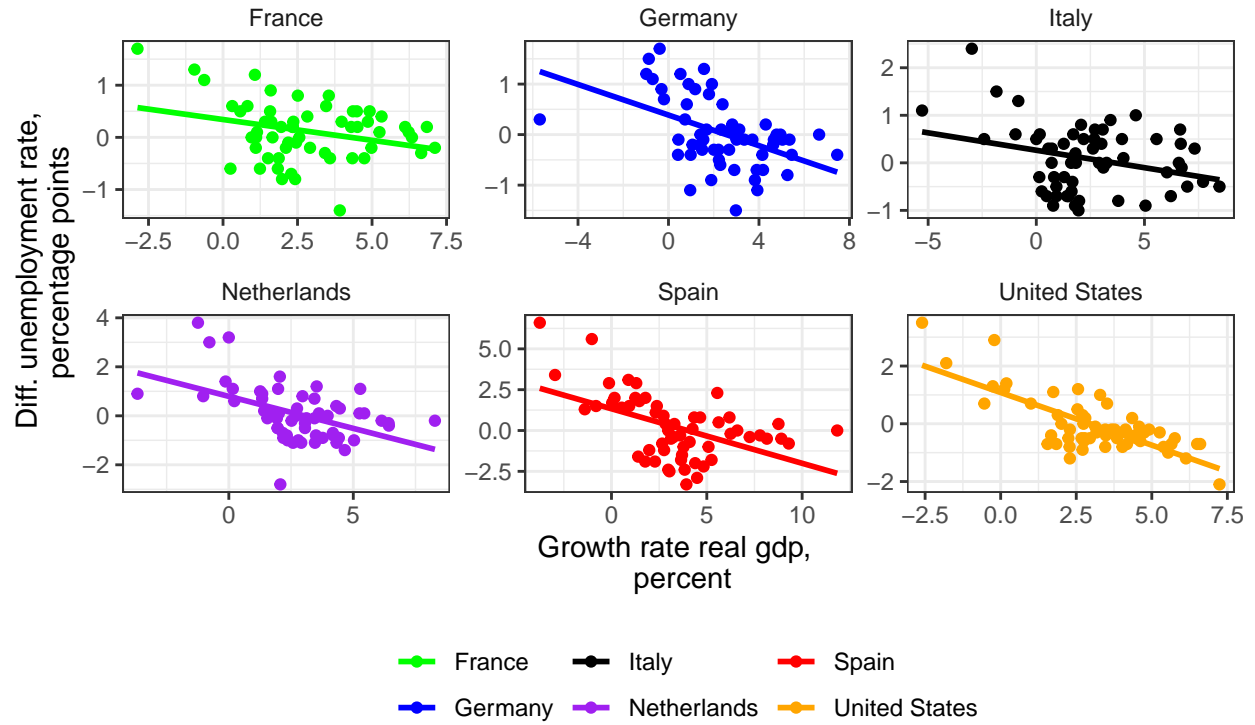 France
Germany
Italy
1
0
−1
−2.5
0.0
2.5
5.0
7.5
1
0
−1
−4
0
4
8
2
1
0
−1
−5
0
5
Diff. unemployment rate,
percentage points
Netherlands
Spain
United States
4
2
0
−2
0
5
5.0
2.5
0.0
−2.5
0
5
10
2
0
−2
−2.5
0.0
2.5
5.0
7.5
Growth rate real gdp,
percent
France
Italy
Spain
Germany
Netherlands
United States